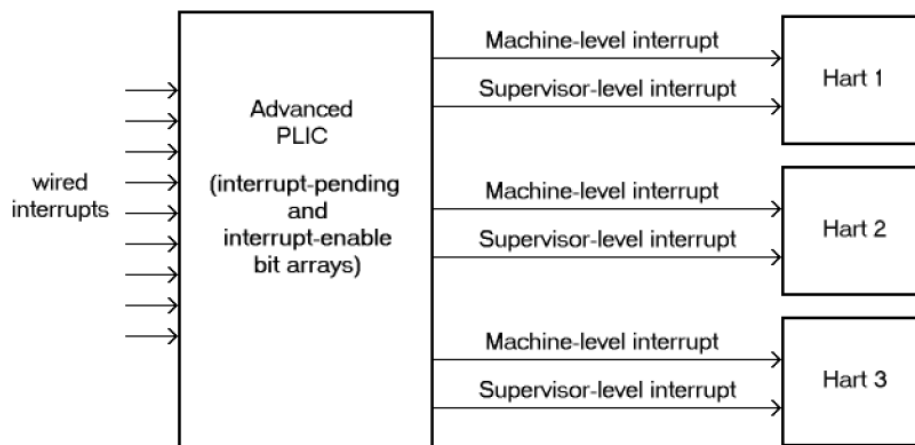 wired
interrupts
Advanced
PLIC
(interrupt-pending
and
interrupt-enable
bit arrays)
Machine-level interrupt
Supervisor-level interrupt
Hart 1
Machine-level interrupt
Supervisor-level interrupt
Hart 2
Machine-level interrupt
Supervisor-level interrupt
Hart 3